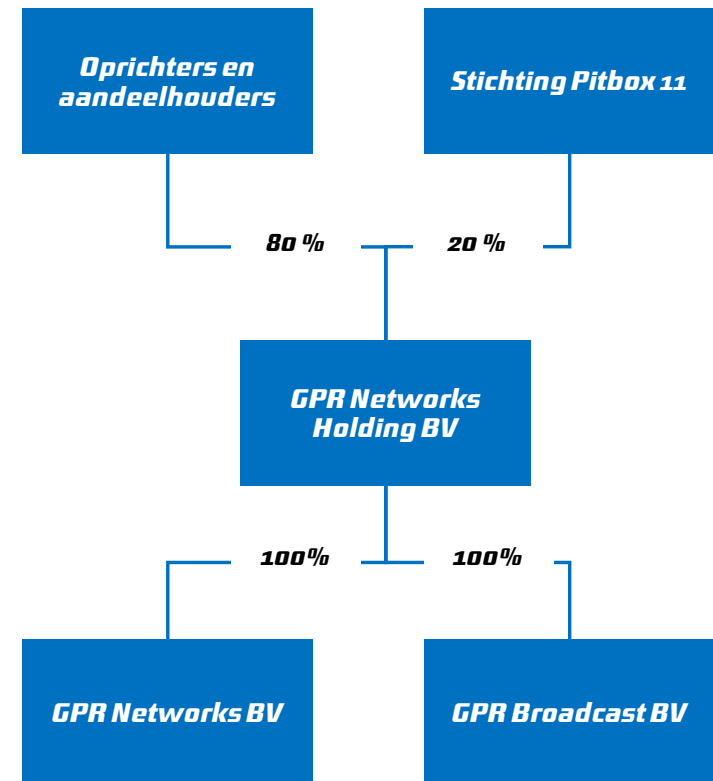 Oprichters en
aandeelhouders
Stichting Pitbox 11
80 %
20 %
GPR Networks
Holding BV
100%
100%
GPR Networks BV
GPR Broadcast BV